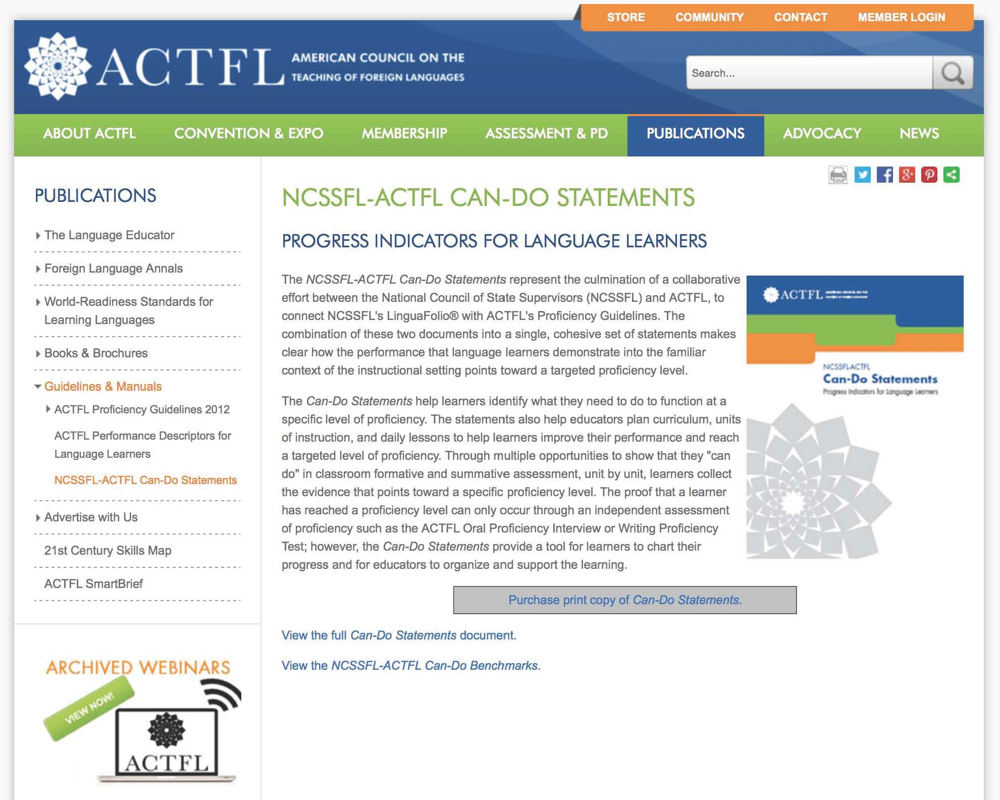 STORE COMMUNITY CONTACT MEMBER LOGIN
ACTFL AMERICAN COUNCIL ON THE
TEACHING OF FOREIGN LANGUAGES
Search...
ABOUT ACTFL CONVENTION & EXPO MEMBERSHIP ASSESSMENT & PD PUBLICATIONS ADVOCACY NEWS
PUBLICATIONS
The Language Educator
Foreign Language Annals
World-Readiness Standards for
Learning Languages
Books & Brochures
Guidelines & Manuals
ACTFL Proficiency Guidelines 2012
ACTFL Performance Descriptors for
Language Learners
NCSSFL-ACTFL Can-Do Statements
Advertise with Us
21st Century Skills Map
ACTFL SmartBrief
ARCHIVED WEBINARS
VIEW NOW!
ACTFL
NCSSFL-ACTFL CAN-DO STATEMENTS
PROGRESS INDICATORS FOR LANGUAGE LEARNERS
The NCSSFL-ACTFL Can-Do Statements represent the culmination of a collaborative
effort between the National Council of State Supervisors (NCSSFL) and ACTFL, to
connect NCSSFL's LinguaFolio® with ACTFL's Proficiency Guidelines. The
combination of these two documents into a single, cohesive set of statements makes
clear how the performance that language learners demonstrate into the familiar
context of the instructional setting points toward a targeted proficiency level.
The Can-Do Statements help learners identify what they need to do to function at a
specific level of proficiency. The statements also help educators plan curriculum, units
of instruction, and daily lessons to help learners improve their performance and reach
a targeted level of proficiency. Through multiple opportunities to show that they "can
do" in classroom formative and summative assessment, unit by unit, learners collect
the evidence that points toward a specific proficiency level. The proof that a learner
has reached a proficiency level can only occur through an independent assessment
of proficiency such as the ACTFL Oral Proficiency Interview or Writing Proficiency
Test; however, the Can-Do Statements provide a tool for learners to chart their
progress and for educators to organize and support the learning.
ACTFL
NCSSFL-ACTFL
Can-Do Statements
Progress Indicators for Language Learners
Purchase print copy of Can-Do Statements.
View the full Can-Do Statements document.
View the NCSSFL-ACTFL Can-Do Benchmarks.